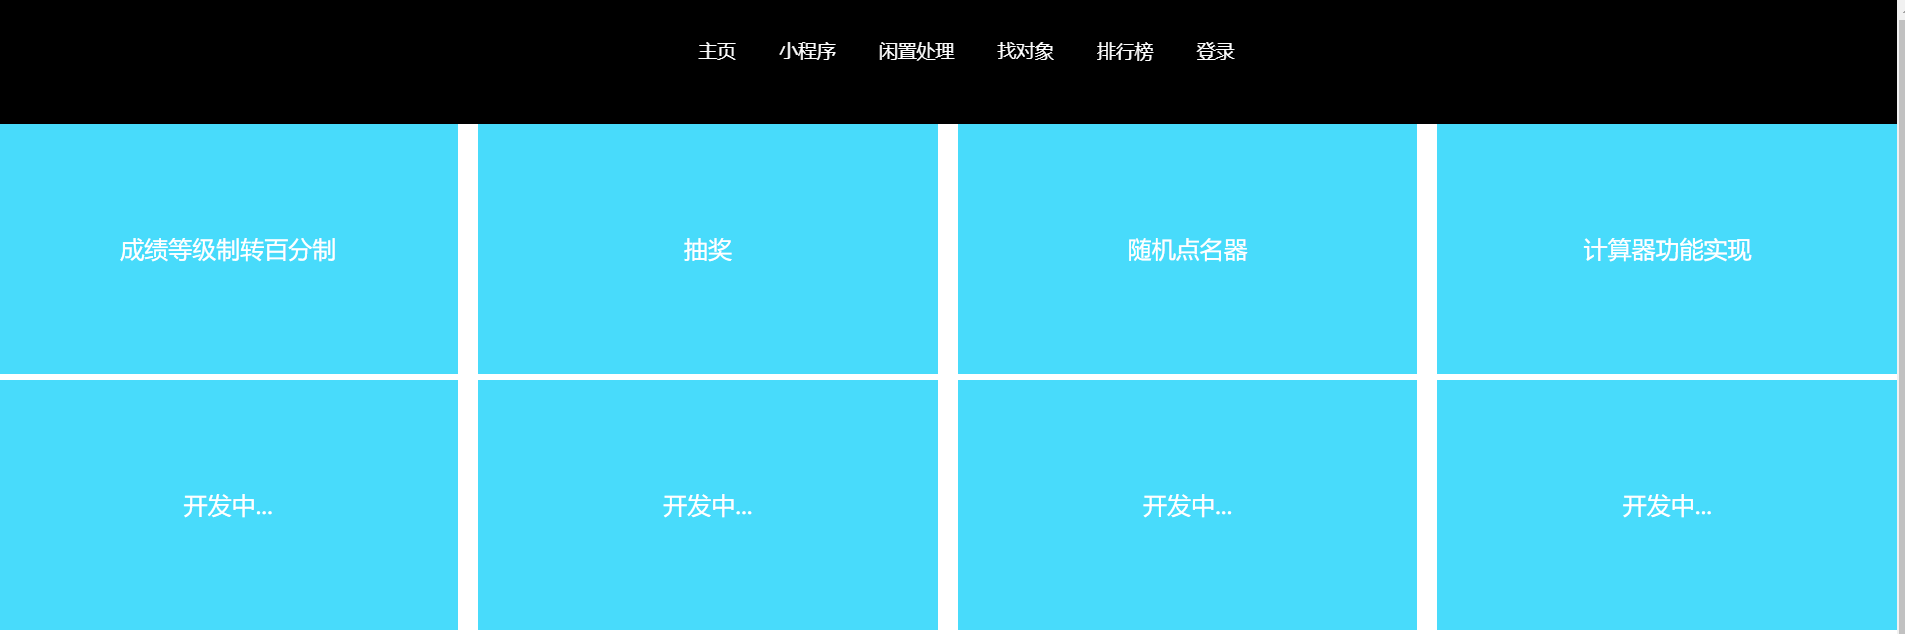 主页 小程序 闲置处理 找对象 排行榜 登录
成绩等级制转百分制 抽奖 随机点名器 计算器功能实现
开发中... 开发中... 开发中... 开发中...